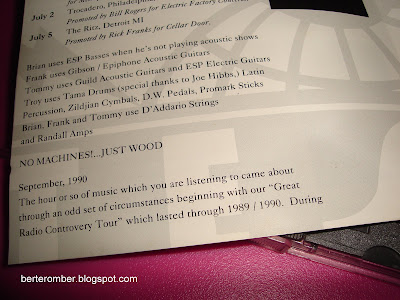 July 2 Trocadero, Philadelphia
Promoted by Bill Rogers for Electric Factory
July 5 The Ritz, Detroit MI
Promoted by Rick Franks for Cellar Door.
Brian uses ESP Basses when he's not playing acoustic shows
Frank uses Gibson / Epiphone Acoustic Guitars
Tommy uses Guild Acoustic Guitars and ESP Electric Guitars
Troy uses Tama Drums (special thanks to Joe Hibbs,) Latin
Percussion, Zildjian Cymbals, D.W. Pedals, Promark Sticks
Brian, Frank and Tommy use D'Addario Strings
and Randall Amps
NO MACHINES!...JUST WOOD
September, 1990
The hour or so of music which you are listening to came about
through an odd set of circumstances beginning with our "Great
Radio Controvery Tour" which lasted through 1989 / 1990. During
berteromber.blogspot.com